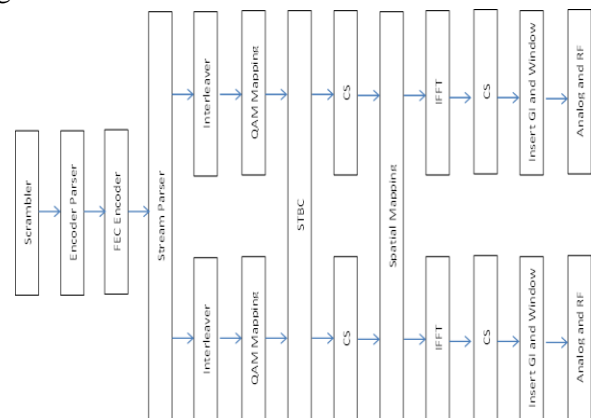 Scrambler
Encoder Parser
FEC Encoder
Stream Parser
Interleaver
QAM Mapping
STBC
CS
Spatial Mapping
IFFT
CS
Insert GI and Window
Analog and RF
Interleaver
QAM Mapping
CS
IFFT
CS
Insert GI and Window
Analog and RF